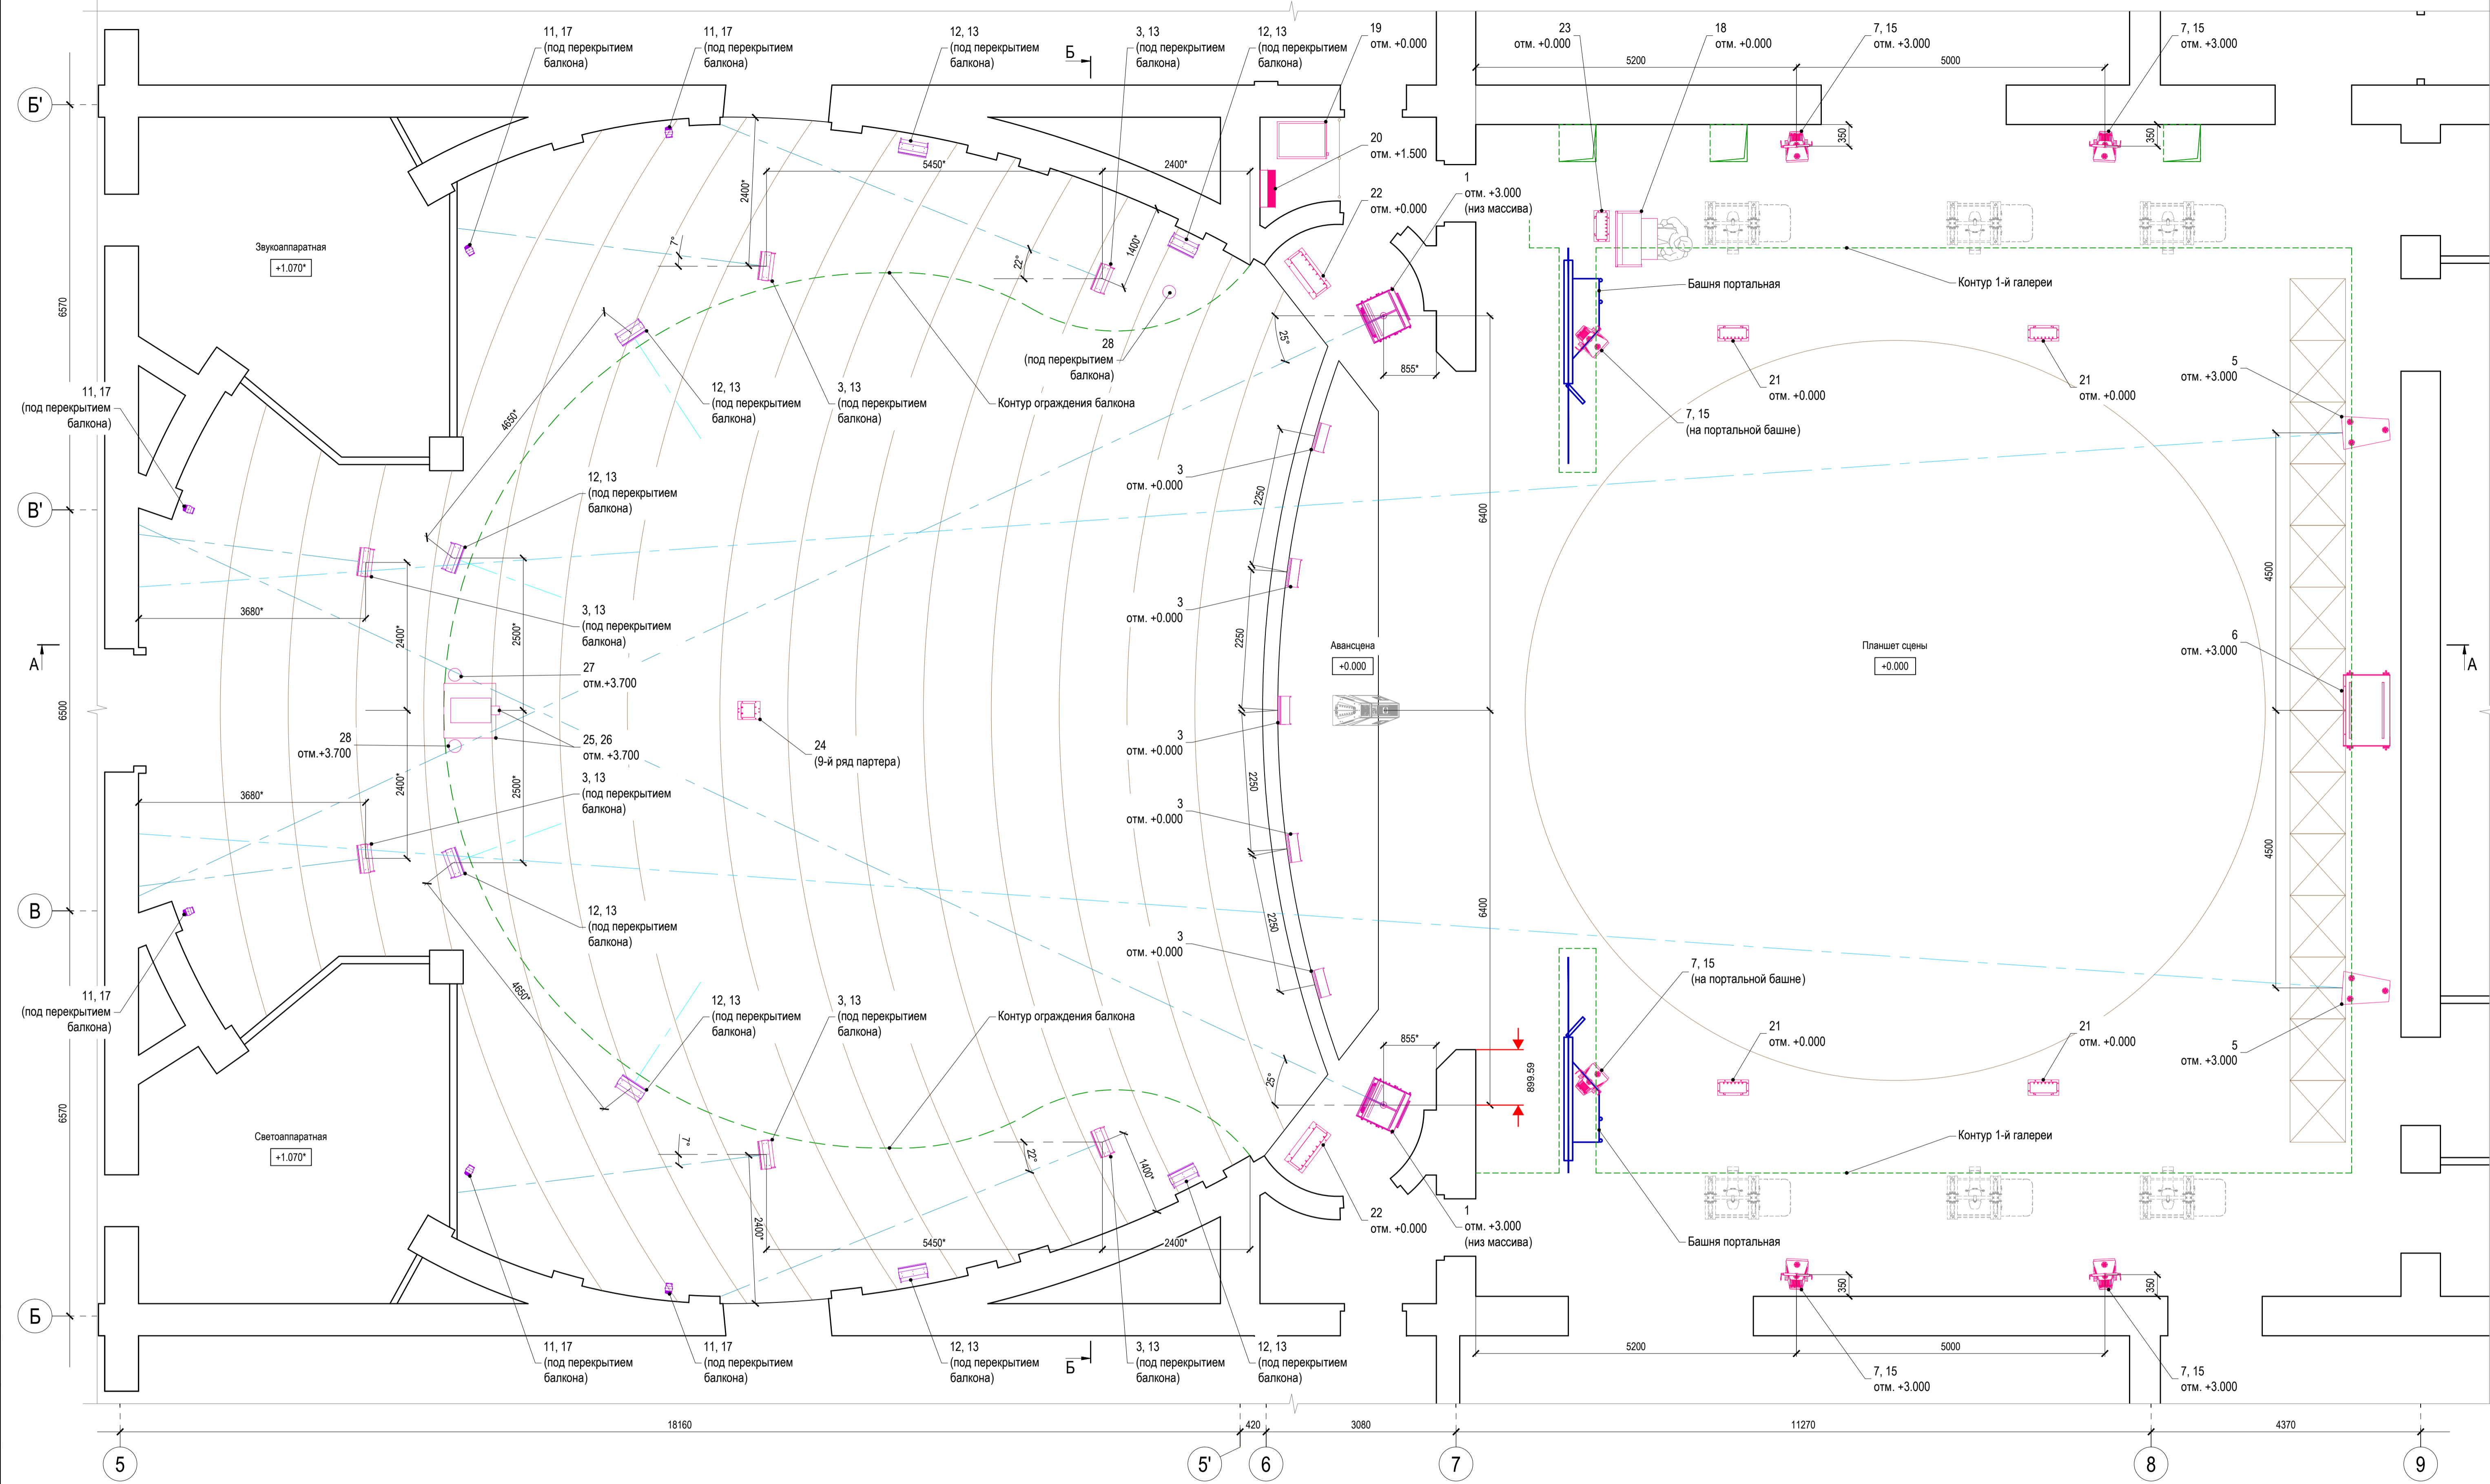 11, 17
(под перекрытием
балкона)
11, 17
(под перекрытием
балкона)
12, 13
(под перекрытием
балкона)
Б
3, 13
(под перекрытием
балкона)
12, 13
(под перекрытием
балкона)
19
отм. +0.000
23
отм. +0.000
18
отм. +0.000
7, 15
отм. +3.000
7, 15
отм. +3.000
5200
5000
Б'
350
350
20
отм. +1.500
5450*
2400*
2400*
1
отм. +3.000
(низ массива)
22
отм. +0.000
Звукоаппаратная
+1.070*
7°
22°
1400*
6570
Башня портальная
Контур 1-й галереи
28
(под перекрытием
балкона)
25°
855*
5
отм. +3.000
21
отм. +0.000
21
отм. +0.000
11, 17
(под перекрытием
балкона)
12, 13
(под перекрытием
балкона)
3, 13
(под перекрытием
балкона)
Контур ограждения балкона
4650*
7, 15
(на портальной башне)
12, 13
(под перекрытием
балкона)
3
отм. +0.000
2250
6400
В'
4500
3680*
2400*
2500*
3, 13
(под перекрытием
балкона)
3
отм. +0.000
2250
А
Авансцена
+0.000
Планшет сцены
+0.000
6
отм. +3.000
А
27
отм.+3.700
6500
28
отм.+3.700
25, 26
отм. +3.700
24
(9-й ряд партера)
3
отм. +0.000
3680*
2400*
2500*
3, 13
(под перекрытием
балкона)
2250
3
отм. +0.000
4500
В
12, 13
(под перекрытием
балкона)
2250
6400
3
отм. +0.000
11, 17
(под перекрытием
балкона)
4650*
12, 13
(под перекрытием
балкона)
3, 13
(под перекрытием
балкона)
Контур ограждения балкона
7, 15
(на портальной башне)
21
отм. +0.000
21
отм. +0.000
5
отм. +3.000
855*
899.59
25°
6570
Светоаппаратная
+1.070*
7°
22°
1400*
Контур 1-й галереи
2400*
5450*
2400*
22
отм. +0.000
1
отм. +3.000
(низ массива)
Башня портальная
350
350
Б
11, 17
(под перекрытием
балкона)
11, 17
(под перекрытием
балкона)
12, 13
(под перекрытием
балкона)
Б
3, 13
(под перекрытием
балкона)
12, 13
(под перекрытием
балкона)
5200
5000
7, 15
отм. +3.000
7, 15
отм. +3.000
18160
420
3080
11270
4370
5
5'
6
7
8
9